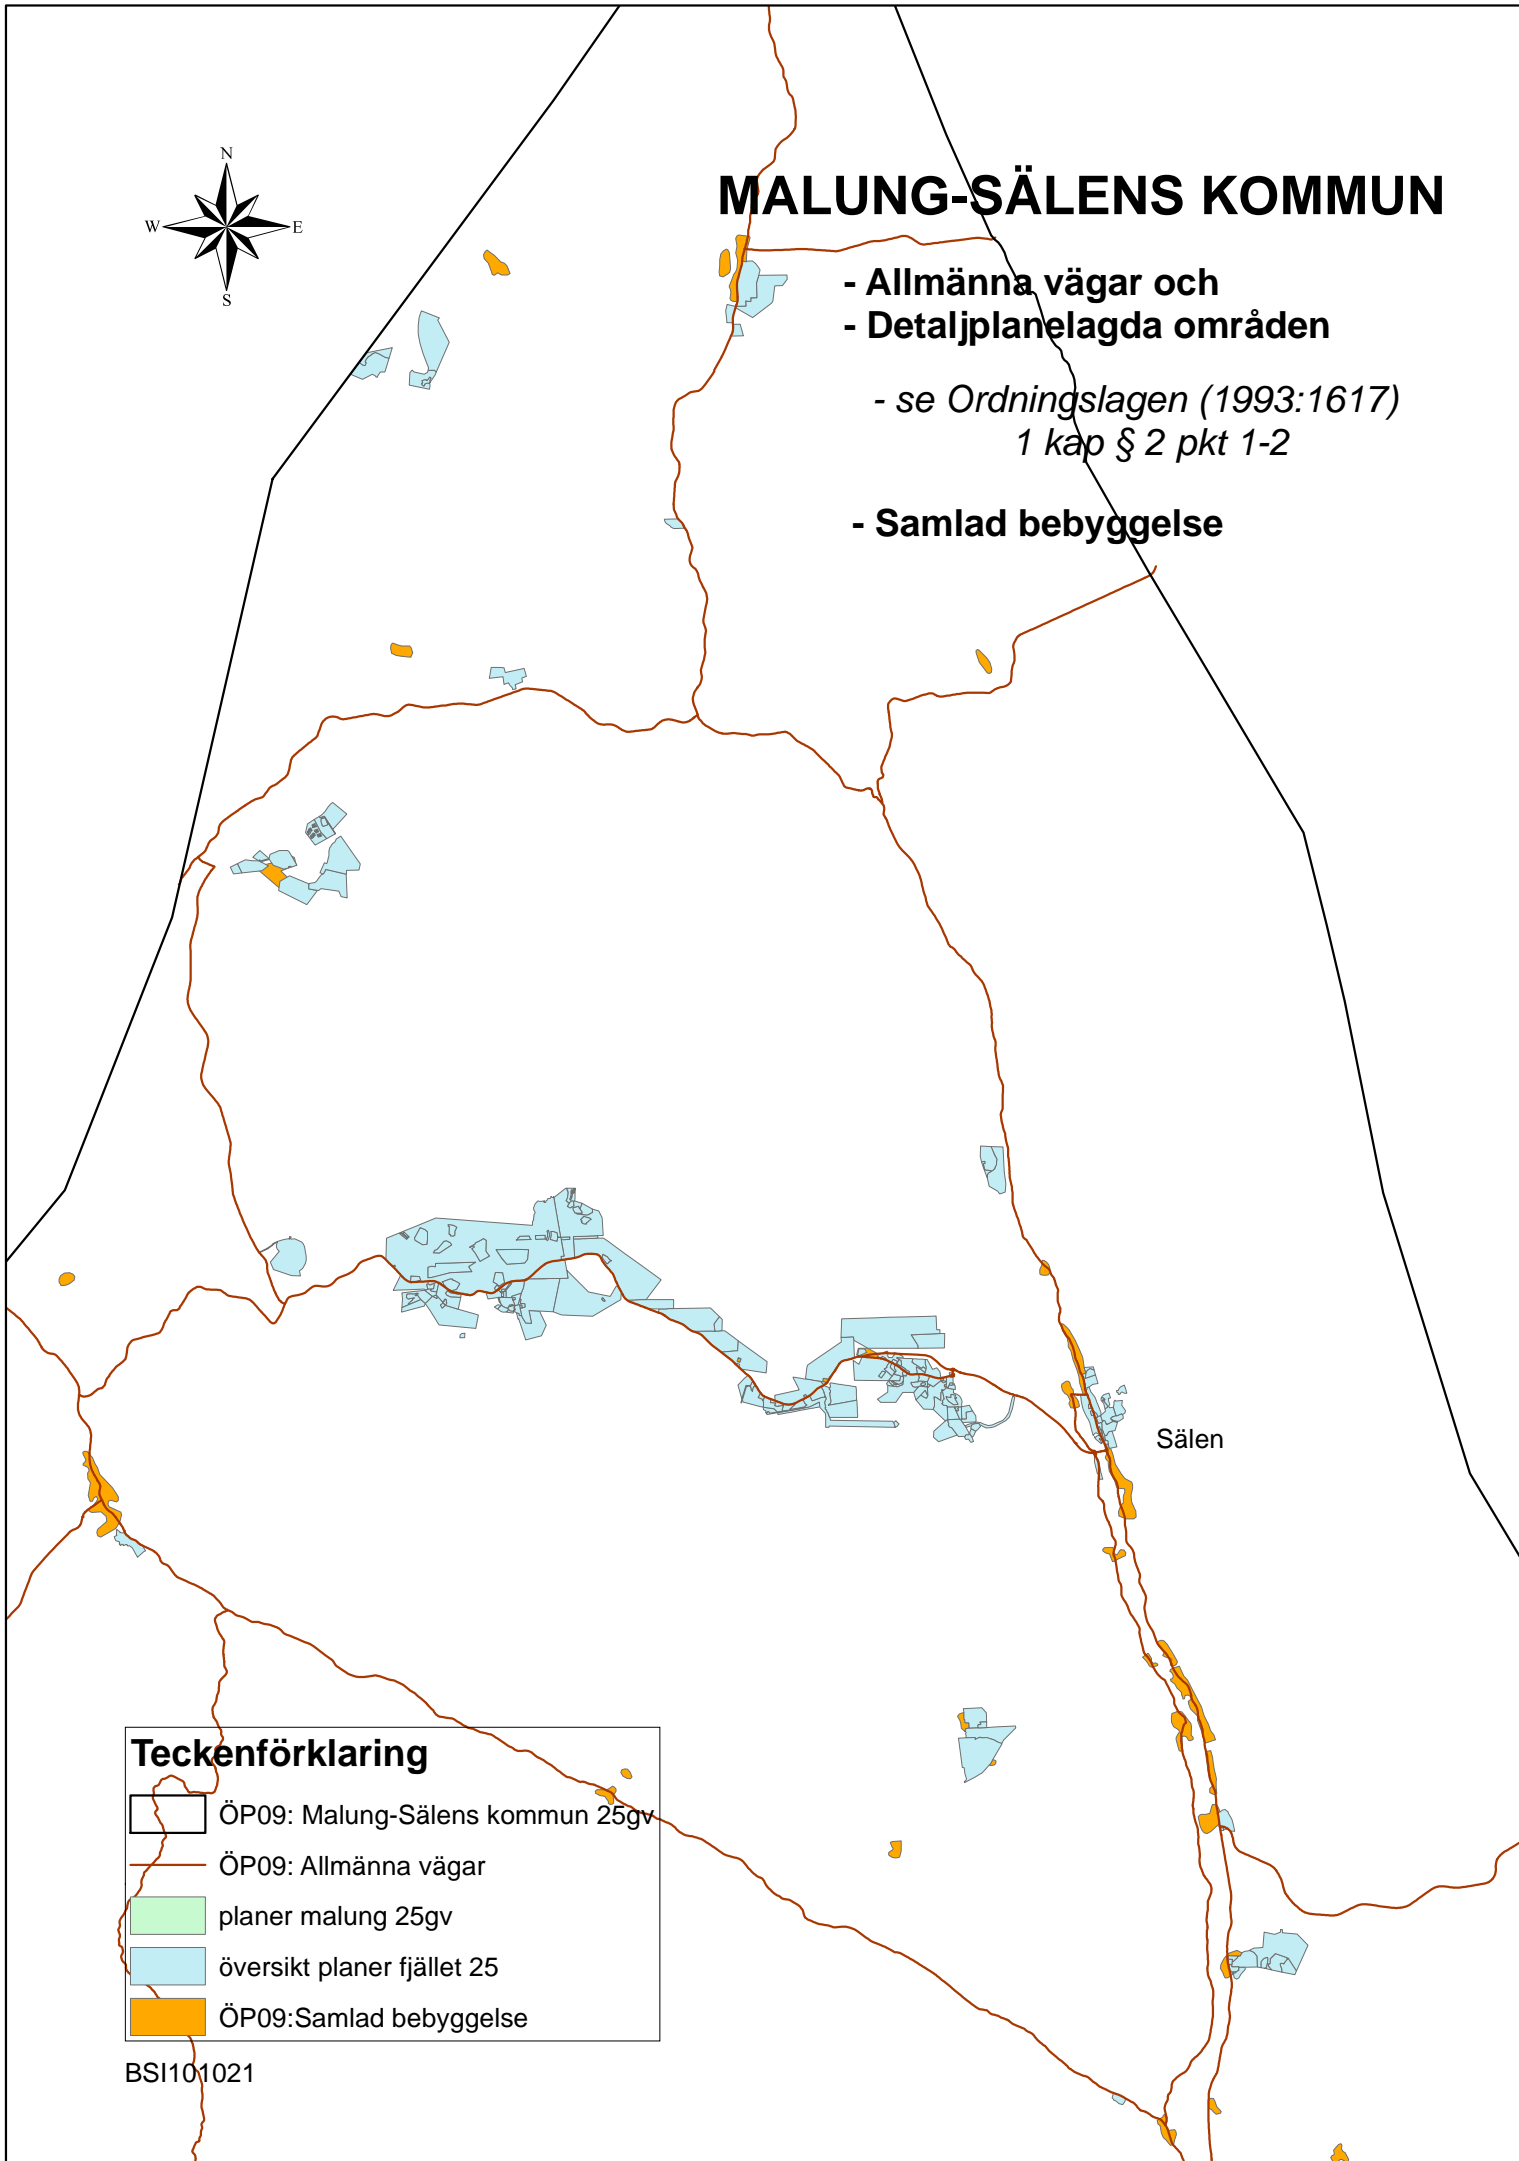 N
W
E
S
MALUNG-SÄLENS KOMMUN
- Allmänna vägar och
- Detaljplanelagda områden
- se Ordningslagen (1993:1617)
1 kap § 2 pkt 1-2
- Samlad bebyggelse
Sälen
Teckenförklaring
ÖP09: Malung-Sälens kommun 25gv
ÖP09: Allmänna vägar
planer malung 25gv
översikt planer fjället 25
ÖP09:Samlad bebyggelse
BSI101021